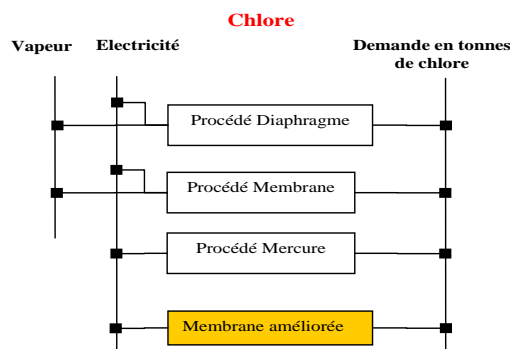 Chlore
Vapeur
Electricité
Demande en tonnes
de chlore
Procédé Diaphragme
Procédé Membrane
Procédé Mercure
Membrane améliorée